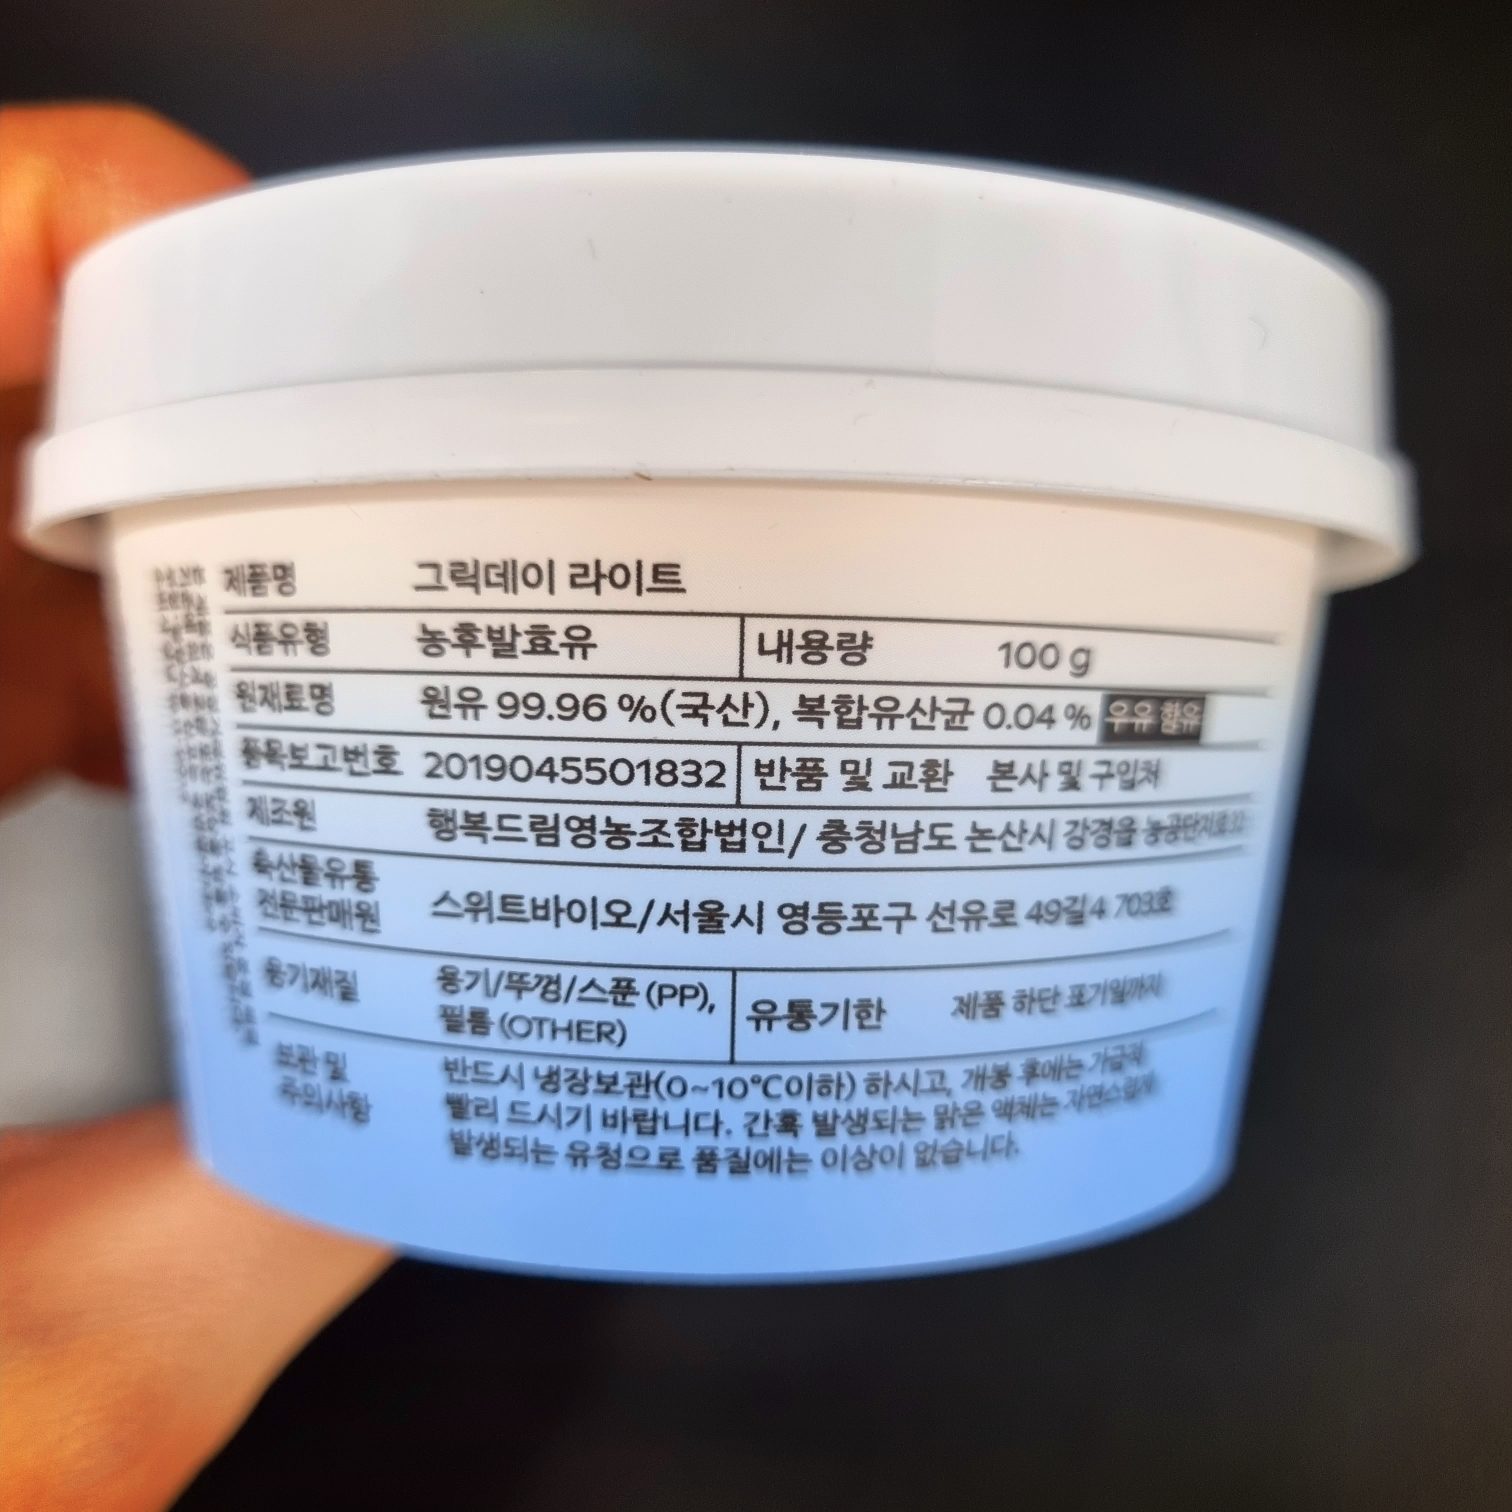 제품명 그릭데이 라이트
식품유형 농후발효유 내용량 100 g
원재료명 원유 99.96 %(국산), 복합유산균 0.04 % 우유 함유
품목보고번호 2019045501832 반품 및 교환 본사 및 구입처
제조원 행복드림영농조합법인/ 충청남도 논산시 강경읍
축산물유통
전문판매원 스위트바이오/서울시 영등포구 선유로 49길4 703호
용기재질 용기/뚜껑/스푼 (PP),
필름 (OTHER)
유통기한 제품 하단 표기일까지
보관 및
주의사항
반드시 냉장보관(0~10℃이하) 하시고, 개봉 후에는 가급적
빨리 드시기 바랍니다. 간혹 발생되는 맑은 액체는 자연스럽게
발생되는 유청으로 품질에는 이상이 없습니다.